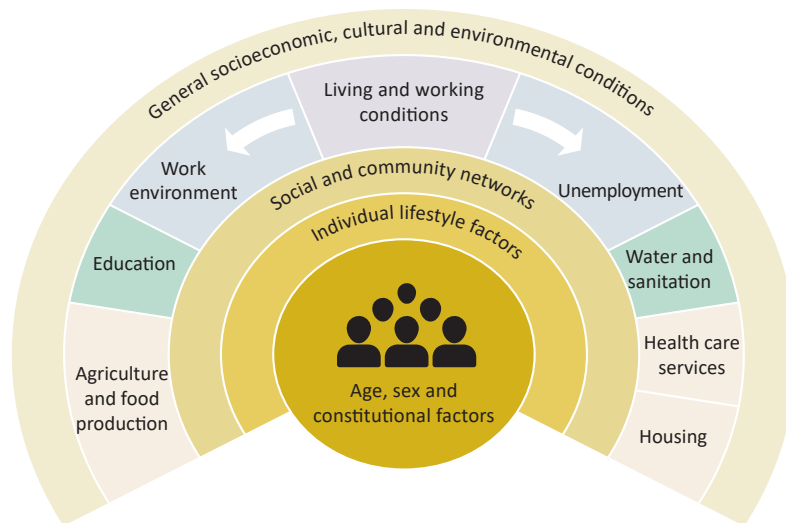 General socioeconomic, cultural and environmental conditions
Living and working
conditions
Work
environment
Unemployment
Social and community networks
Individual lifestyle factors
Education
Water and
sanitation
Agriculture
and food
production
Health care
services
Housing
Age, sex and
constitutional factors